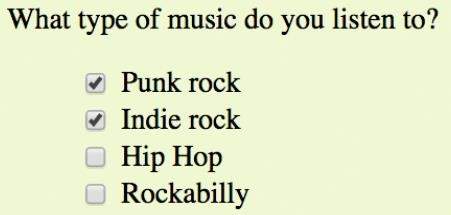 What type of music do you listen to?
Punk rock
Indie rock
Hip Hop
Rockabilly